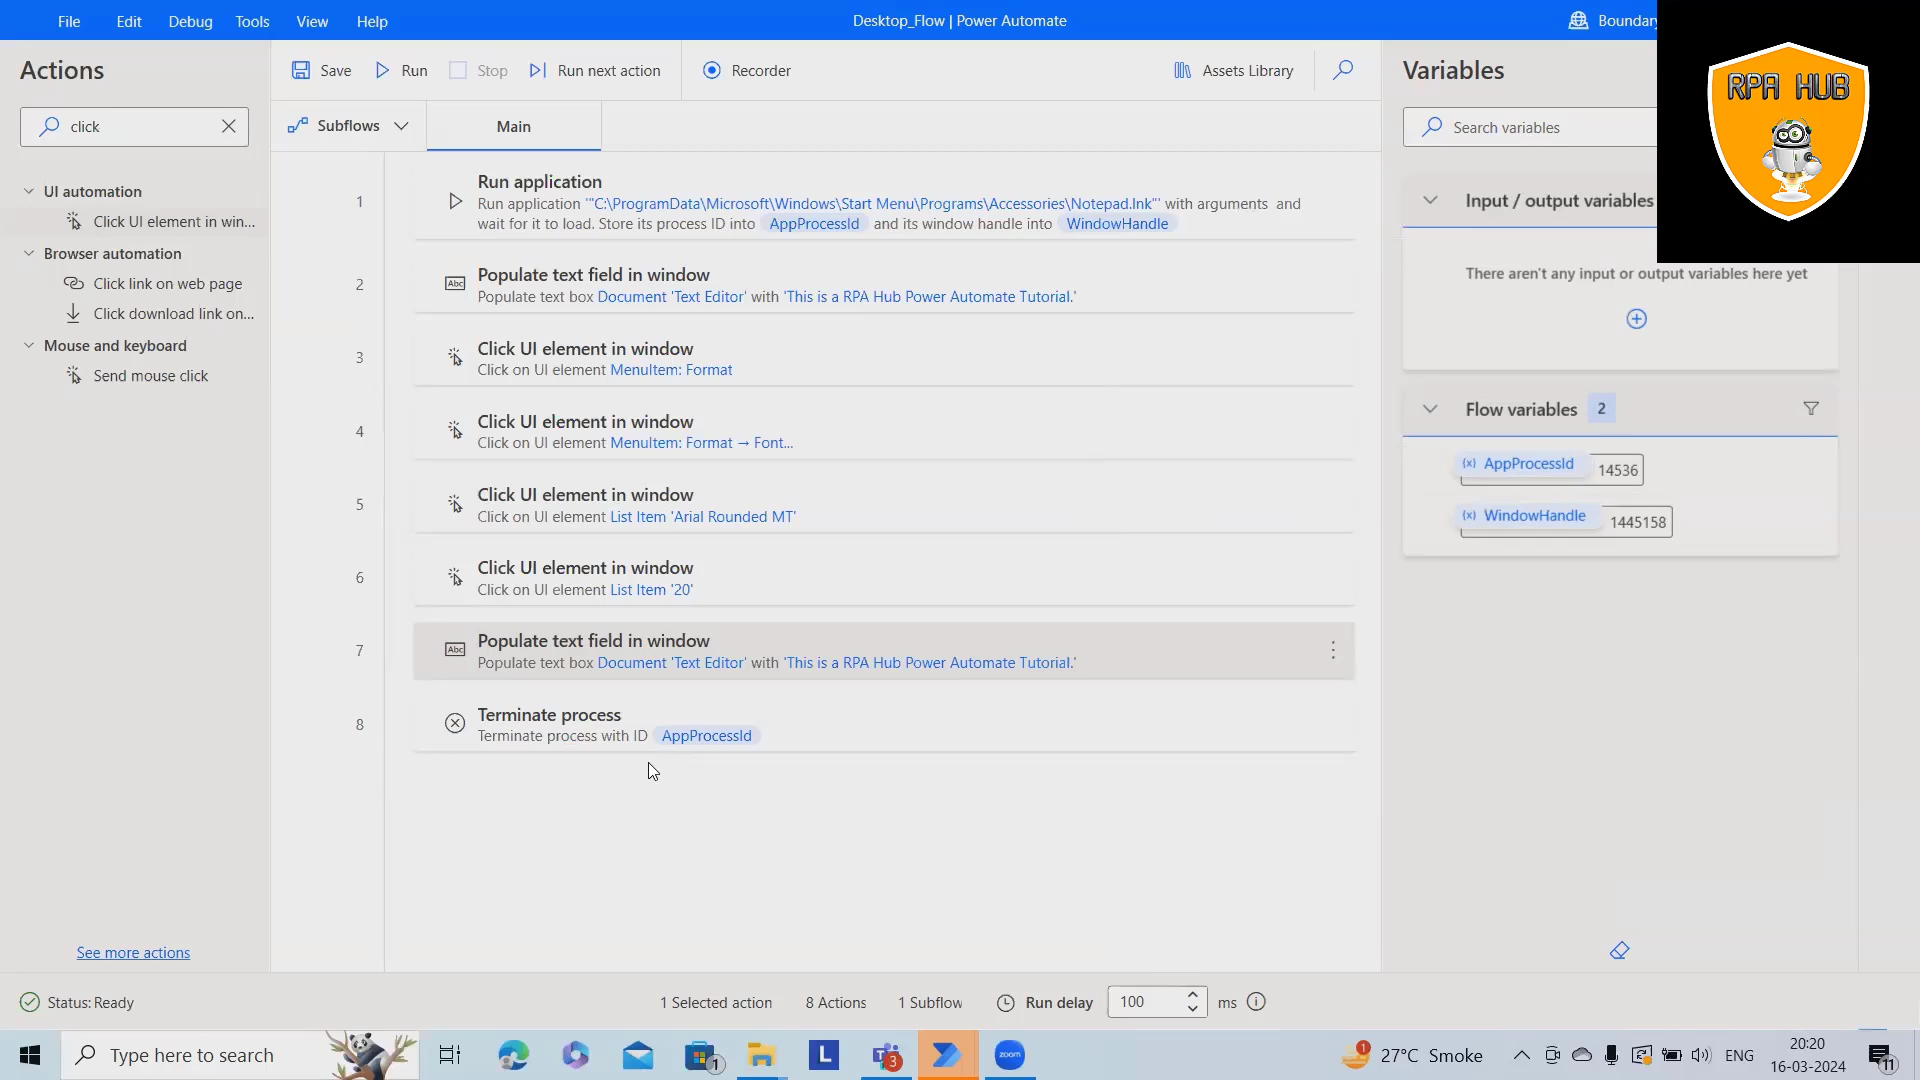 File Edit Debug Tools View Help
Desktop_Flow | Power Automate
Boundary
RPA HUB
Actions
click
UI automation
Click UI element in win...
Browser automation
Click link on web page
Click download link on...
Mouse and keyboard
Send mouse click
See more actions
Save Run Stop Run next action Recorder Assets Library
Subflows Main
1 Run application
Run application '"C:\ProgramData\Microsoft\Windows\Start Menu\Programs\Accessories\Notepad.lnk"' with arguments and
wait for it to load. Store its process ID into AppProcessId and its window handle into WindowHandle
2 Populate text field in window
Abc Populate text box Document 'Text Editor' with 'This is a RPA Hub Power Automate Tutorial.'
3 Click UI element in window
Click on UI element MenuItem: Format
4 Click UI element in window
Click on UI element MenuItem: Format → Font...
5 Click UI element in window
Click on UI element List Item 'Arial Rounded MT'
6 Click UI element in window
Click on UI element List Item '20'
7 Populate text field in window
Abc Populate text box Document 'Text Editor' with 'This is a RPA Hub Power Automate Tutorial.'
8 Terminate process
Terminate process with ID AppProcessId
Variables
Search variables
Input / output variables
There aren't any input or output variables here yet
Flow variables 2
(x) AppProcessId 14536
(x) WindowHandle 1445158
Status: Ready 1 Selected action 8 Actions 1 Subflow Run delay 100 ms
Type here to search
1
L
3
zoom
1
27°C Smoke
ENG
20:20
16-03-2024
11